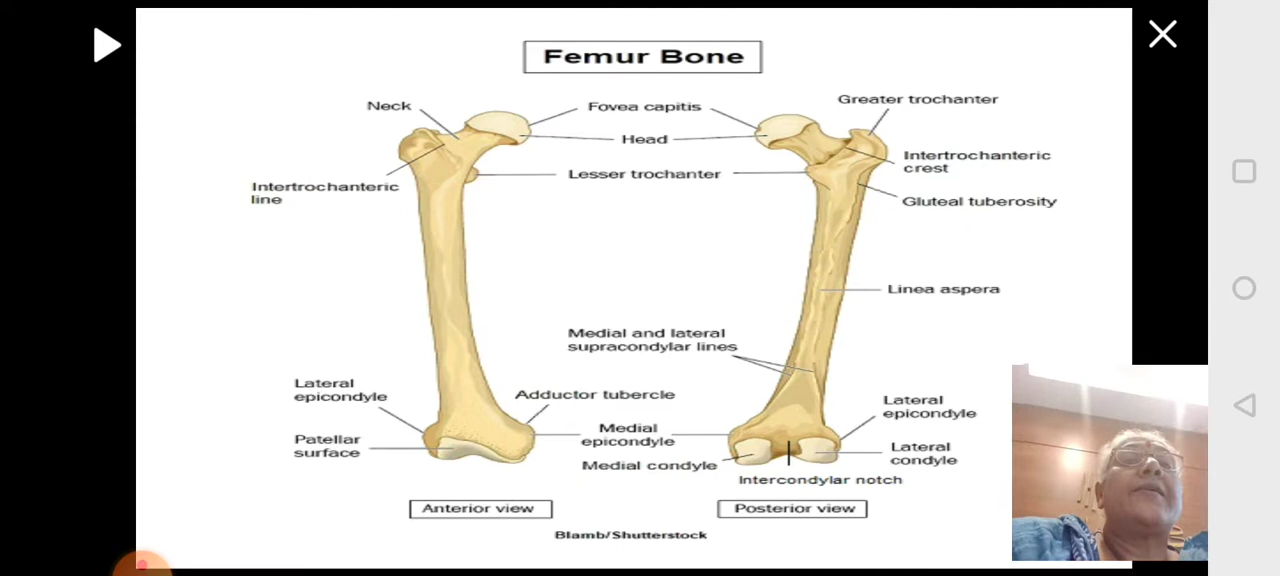 Femur Bone
Neck
Fovea capitis
Greater trochanter
Head
Intertrochanteric
crest
Lesser trochanter
Intertrochanteric
line
Gluteal tuberosity
Linea aspera
Medial and lateral
supracondylar lines
Lateral
epicondyle
Adductor tubercle
Lateral
epicondyle
Medial
epicondyle
Patellar
surface
Medial condyle
Lateral
condyle
Intercondylar notch
Anterior view
Posterior view
Blamb/Shutterstock